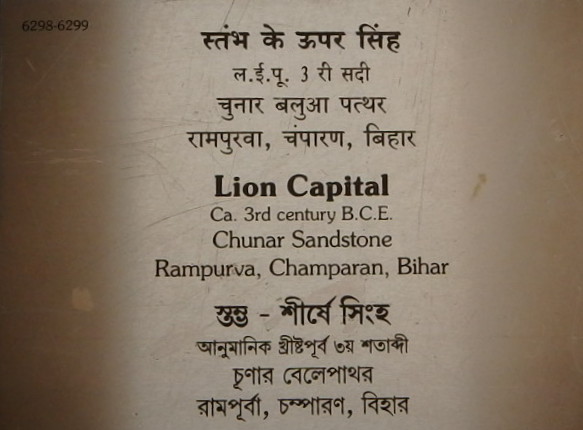 6298-6299
स्तंभ के ऊपर सिंह
ल.ई.पू. 3 री सदी
चुनार बलुआ पत्थर
रामपुरवा, चंपारण, बिहार
Lion Capital
Ca. 3rd century B.C.E.
Chunar Sandstone
Rampurva, Champaran, Bihar
স্তম্ভ - শীর্ষে সিংহ
আনুমানিক খ্রীষ্টপূর্ব ৩য় শতাব্দী
চূণার বেলেপাথর
রামপূর্বা, চম্পারণ, বিহার